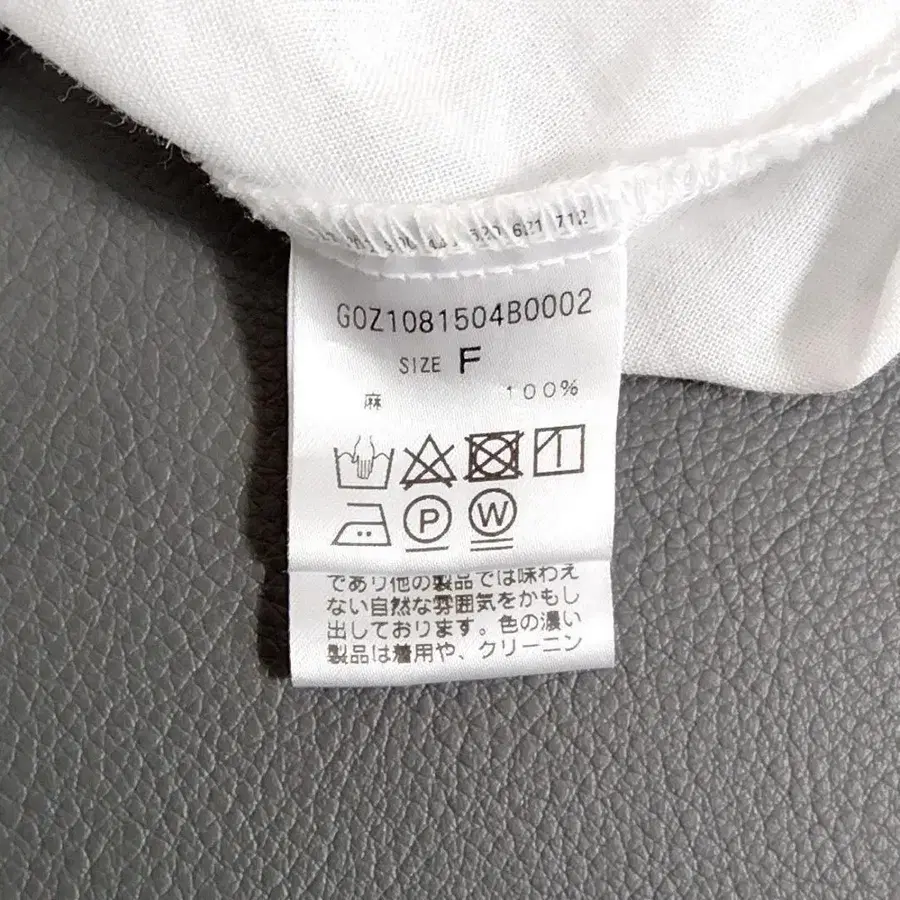 G0Z1081504B0002
SIZE F
麻 100%
P W
であり他の製品では味わえ
ない自然な雰囲気をかもし
出しております。色の濃い
製品は着用や、クリーニン